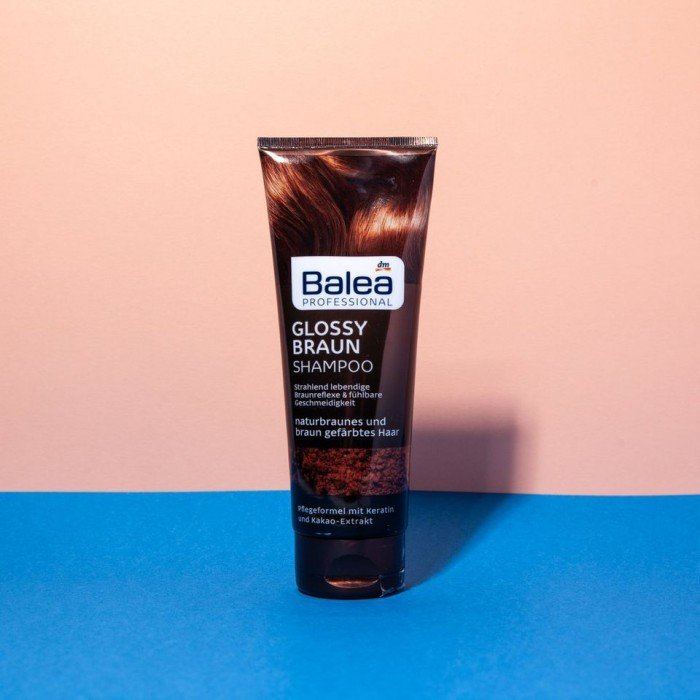 dm
Balea
PROFESSIONAL
GLOSSY
BRAUN
SHAMPOO
Strahlend lebendige
Braunreflexe & fühlbare
Geschmeidigkeit
naturbraunes und
braun gefärbtes Haar
Pflegeformel mit Keratin
und Kakao-Extrakt